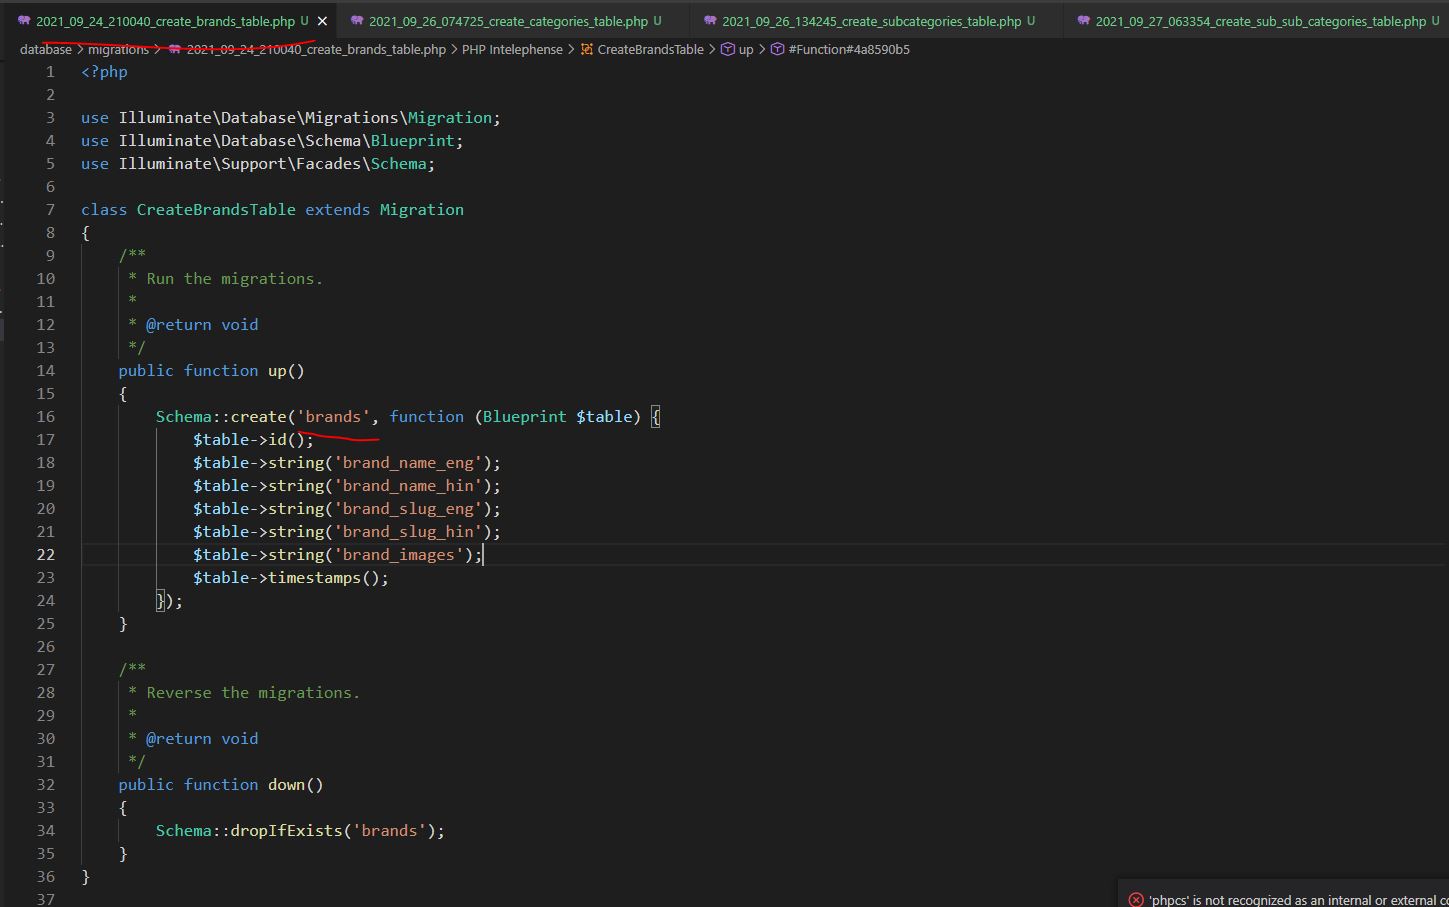 2021_09_24_210040_create_brands_table.php U 2021_09_26_074725_create_categories_table.php U 2021_09_26_134245_create_subcategories_table.php U 2021_09_27_063354_create_sub_sub_categories_table.php U
database > migrations > 2021_09_24_210040_create_brands_table.php > PHP Intelephense > CreateBrandsTable > up > #Function#4a8590b5
1 <?php
2
3 use Illuminate\Database\Migrations\Migration;
4 use Illuminate\Database\Schema\Blueprint;
5 use Illuminate\Support\Facades\Schema;
6
7 class CreateBrandsTable extends Migration
8 {
9     /**
10      * Run the migrations.
11      *
12      * @return void
13      */
14     public function up()
15     {
16         Schema::create('brands', function (Blueprint $table) {
17             $table->id();
18             $table->string('brand_name_eng');
19             $table->string('brand_name_hin');
20             $table->string('brand_slug_eng');
21             $table->string('brand_slug_hin');
22             $table->string('brand_images');
23             $table->timestamps();
24         });
25     }
26
27     /**
28      * Reverse the migrations.
29      *
30      * @return void
31      */
32     public function down()
33     {
34         Schema::dropIfExists('brands');
35     }
36 }
37
'phpcs' is not recognized as an internal or external